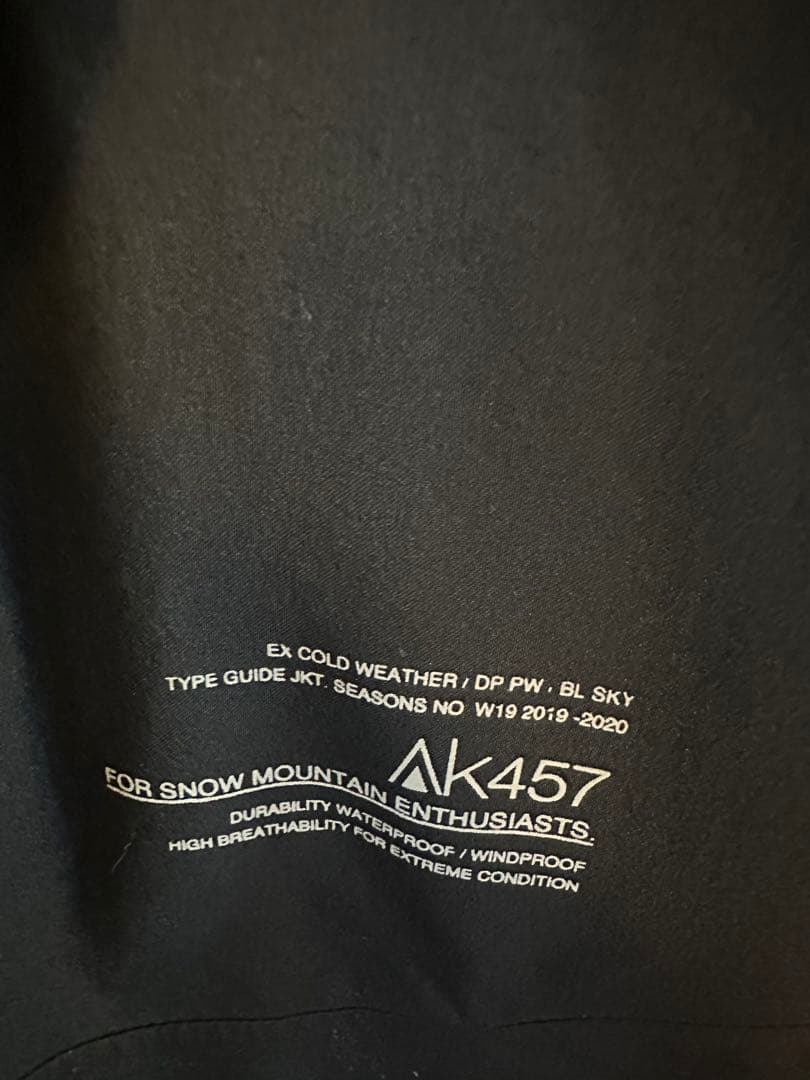 EX COLD WEATHER / DP PW , BL SKY
TYPE GUIDE JKT. SEASONS NO W19 2019 -2020
AK457
FOR SNOW MOUNTAIN ENTHUSIASTS.
DURABILITY WATERPROOF / WINDPROOF
HIGH BREATHABILITY FOR EXTREME CONDITION